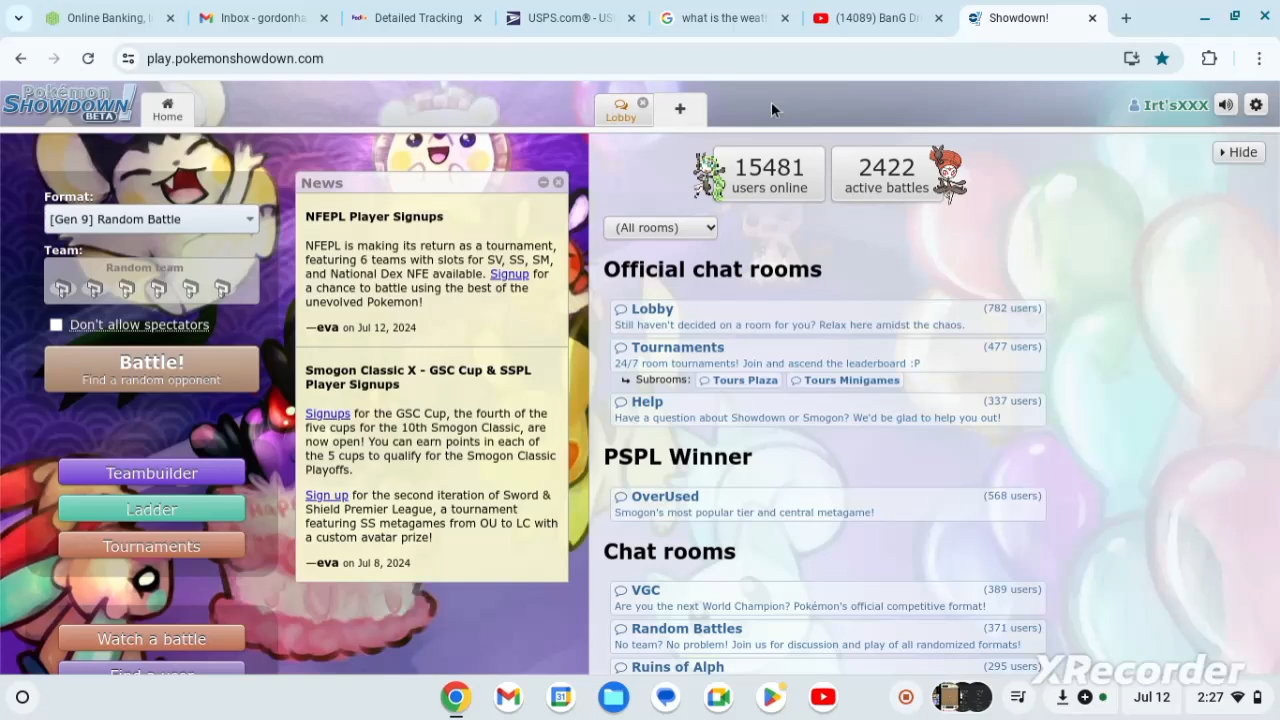 Online Banking, L
Inbox - gordonha
Detailed Tracking
USPS.com® - US
what is the weat
(14089) BanG Dr
Showdown!
play.pokemonshowdown.com
Pokémon
SHOWDOWN!
BETA
Home
Lobby
Irt'sXXX
15481
users online
2422
active battles
Hide
Format:
[Gen 9] Random Battle
Team:
Random team
Don't allow spectators
Battle!
Find a random opponent
Teambuilder
Ladder
Tournaments
Watch a battle
Find a user
News
NFEPL Player Signups
NFEPL is making its return as a tournament,
featuring 6 teams with slots for SV, SS, SM,
and National Dex NFE available. Signup for
a chance to battle using the best of the
unevolved Pokemon!
—eva on Jul 12, 2024
Smogon Classic X - GSC Cup & SSPL
Player Signups
Signups for the GSC Cup, the fourth of the
five cups for the 10th Smogon Classic, are
now open! You can earn points in each of
the 5 cups to qualify for the Smogon Classic
Playoffs.
Sign up for the second iteration of Sword &
Shield Premier League, a tournament
featuring SS metagames from OU to LC with
a custom avatar prize!
—eva on Jul 8, 2024
(All rooms)
Official chat rooms
Lobby (782 users)
Still haven't decided on a room for you? Relax here amidst the chaos.
Tournaments (477 users)
24/7 room tournaments! Join and ascend the leaderboard :P
Subrooms: Tours Plaza Tours Minigames
Help (337 users)
Have a question about Showdown or Smogon? We'd be glad to help you out!
PSPL Winner
OverUsed (568 users)
Smogon's most popular tier and central metagame!
Chat rooms
VGC (389 users)
Are you the next World Champion? Pokémon's official competitive format!
Random Battles (371 users)
No team? No problem! Join us for discussion and play of all randomized formats!
Ruins of Alph (295 users)
XRecorder
Jul 12
2:27